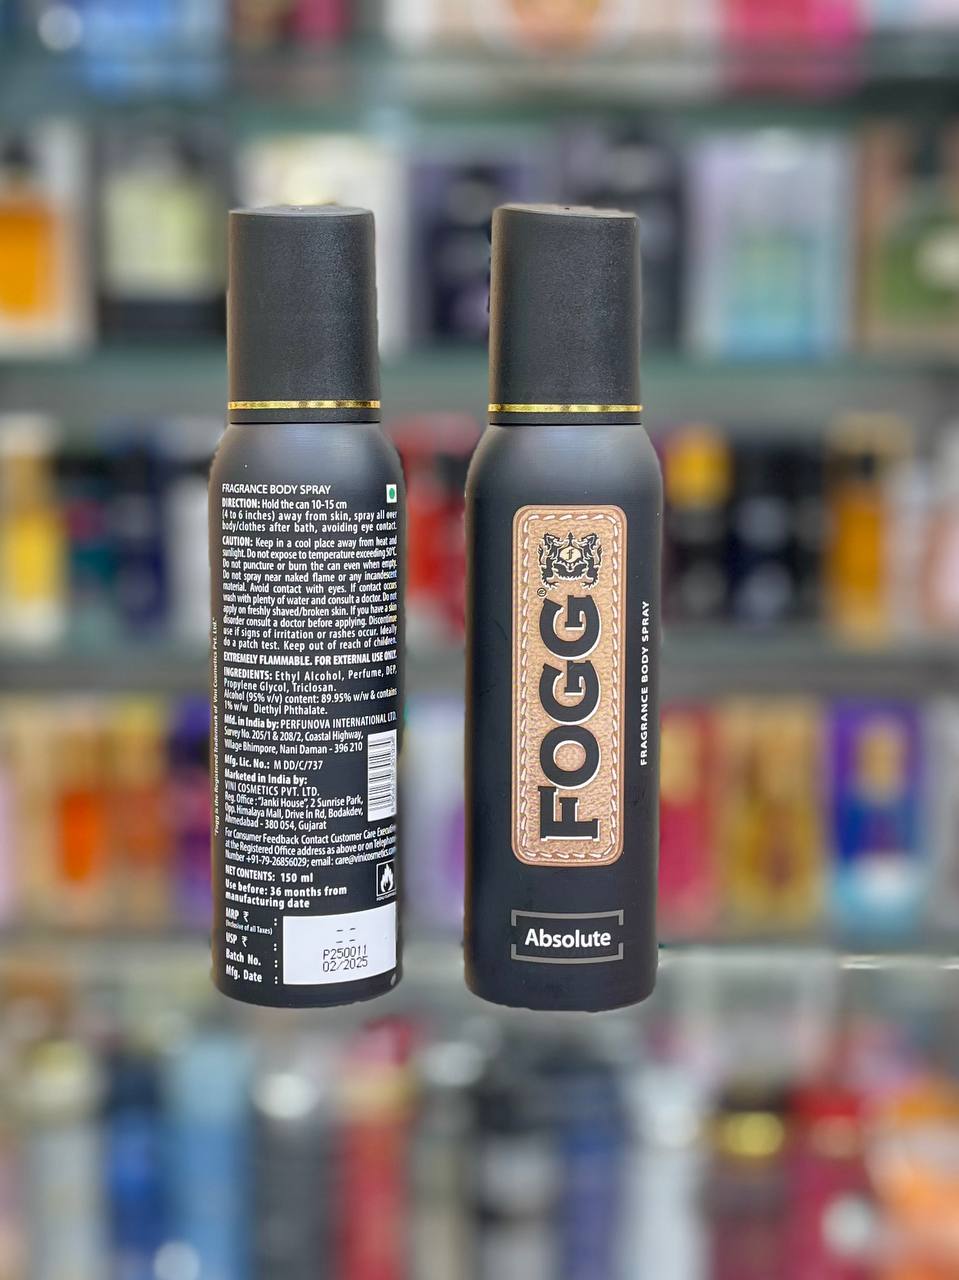 FRAGRANCE BODY SPRAY
DIRECTION: Hold the can 10-15 cm
(4 to 6 inches) away from skin, spray all over
body/clothes after bath, avoiding eye contact.
CAUTION: Keep in a cool place away from heat and
sunlight. Do not expose to temperature exceeding 50°C.
Do not puncture or burn the can even when empty.
Do not spray near naked flame or any incandescent
material. Avoid contact with eyes. If contact occurs
wash with plenty of water and consult a doctor. Do not
apply on freshly shaved/broken skin. If you have a skin
disorder consult a doctor before applying. Discontinue
use if signs of irritation or rashes occur. Ideally
do a patch test. Keep out of reach of children.
EXTREMELY FLAMMABLE. FOR EXTERNAL USE ONLY.
INGREDIENTS: Ethyl Alcohol, Perfume, DEP,
Propylene Glycol, Triclosan.
Alcohol (95% v/v) content: 89.95% w/w & contains
1% w/w Diethyl Phthalate.
Mfd. in India by: PERFUNOVA INTERNATIONAL LTD.
Survey No. 205/1 & 208/2, Coastal Highway,
Village Bhimpore, Nani Daman - 396 210
Mfg. Lic. No.: M DD/C/737
Marketed in India by:
VINI COSMETICS PVT. LTD.
Reg. Office : "Janki House", 2 Sunrise Park,
Opp. Himalaya Mall, Drive In Rd, Bodakdev,
Ahmedabad - 380 054, Gujarat
For Consumer Feedback Contact Customer Care Executive
at the Registered Office address as above or on Telephone
Number +91-79-26856029; email: care@vinicosmetics.com
NET CONTENTS: 150 ml
Use before: 36 months from
manufacturing date
MRP ₹ :
(Inclusive of all Taxes)
USP ₹ :
Batch No. : P250011
Mfg. Date : 02/2025
"Fogg is the Registered Trademark of Vini Cosmetics Pvt. Ltd."
FOGG®
FRAGRANCE BODY SPRAY
Absolute